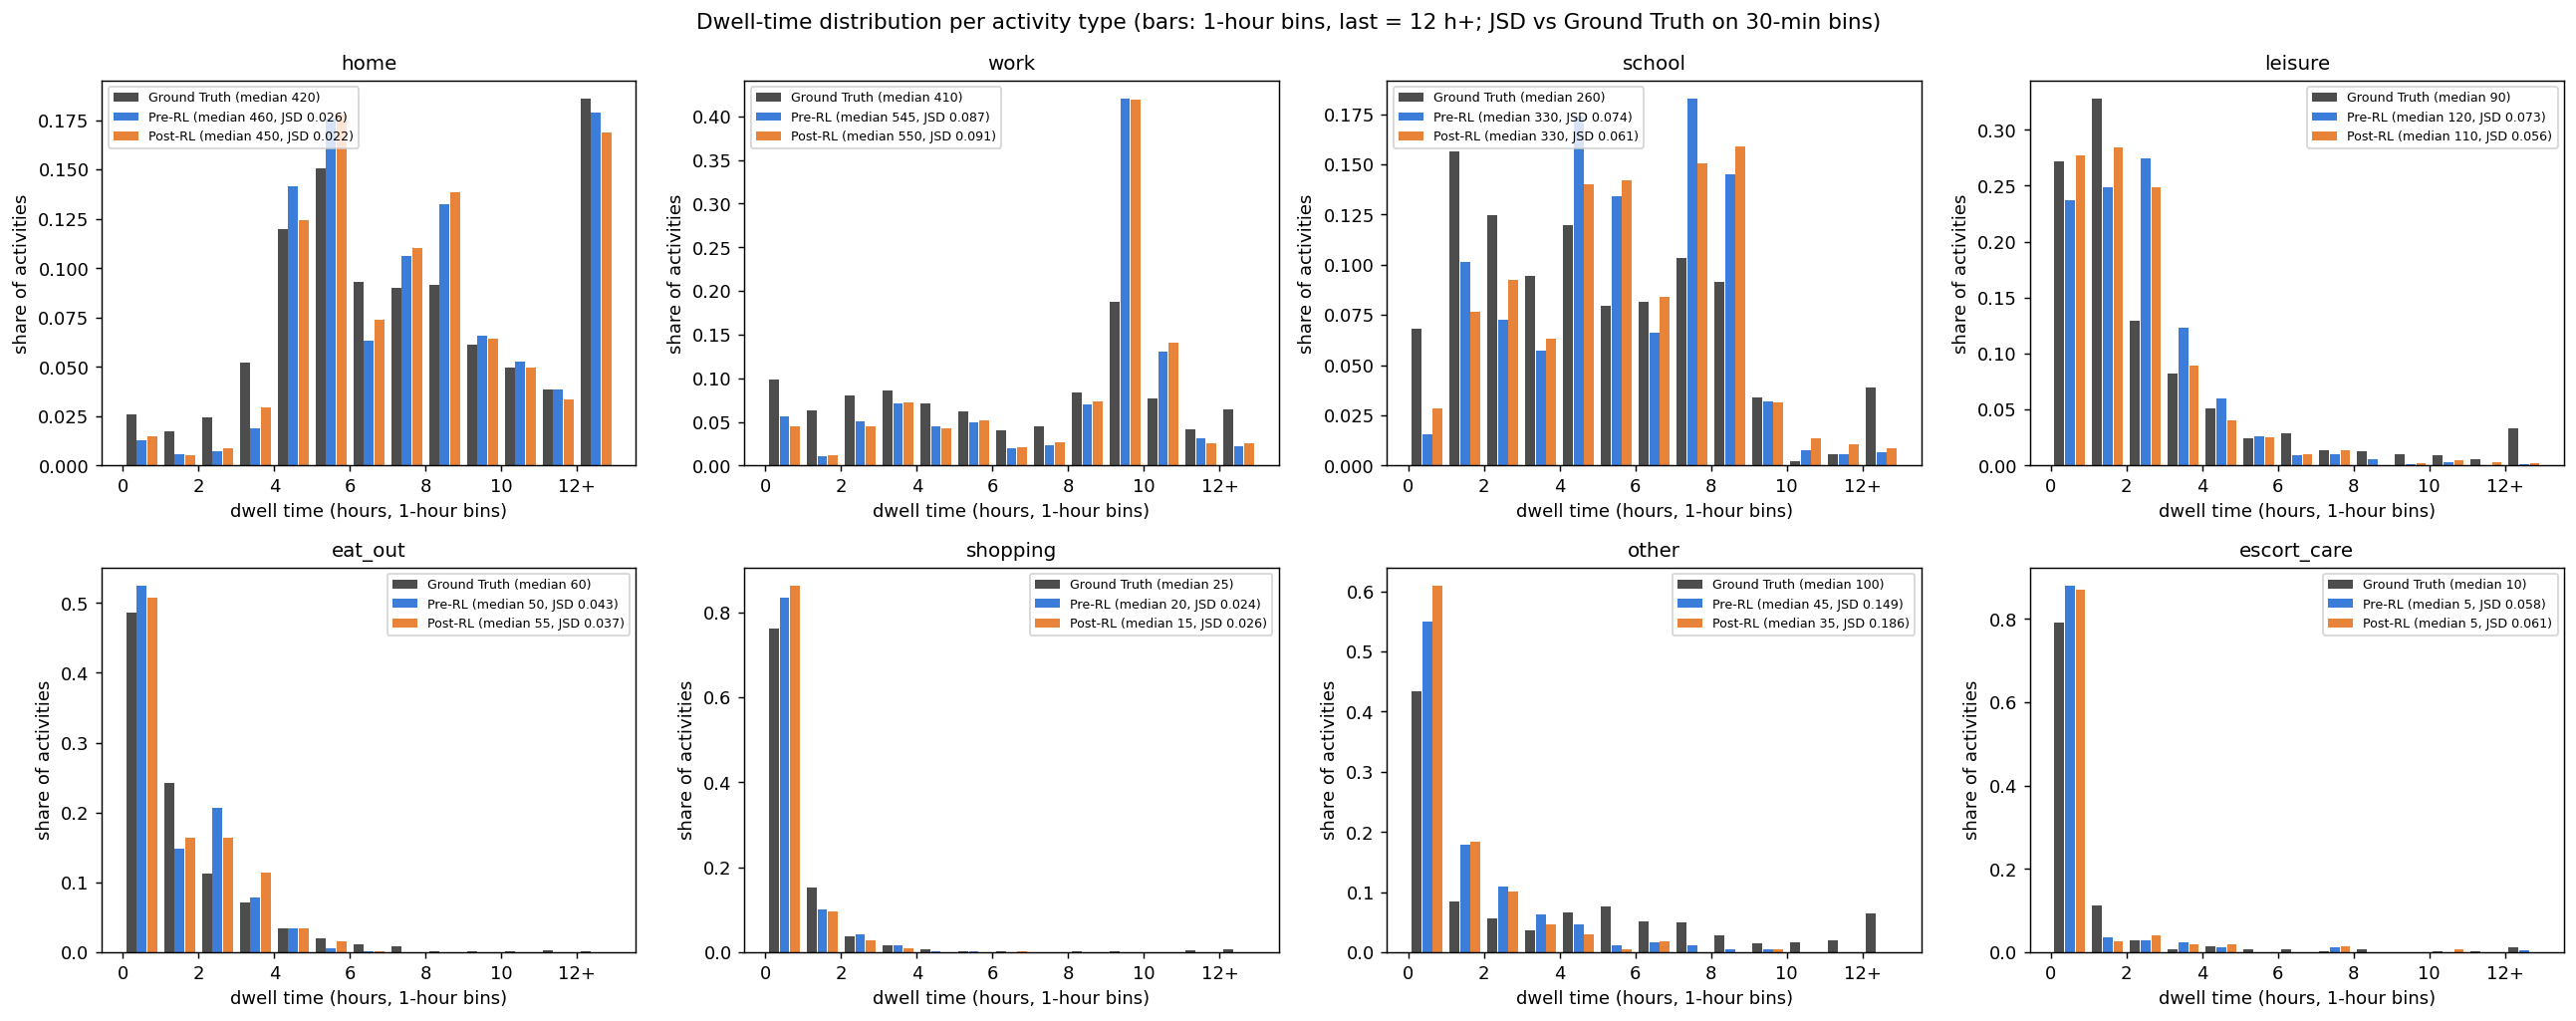 Dwell-time distribution per activity type (bars: 1-hour bins, last = 12 h+; JSD vs Ground Truth on 30-min bins)
home
Ground Truth (median 420)
Pre-RL (median 460, JSD 0.026)
Post-RL (median 450, JSD 0.022)
share of activities
0.175
0.150
0.125
0.100
0.075
0.050
0.025
0.000
0 2 4 6 8 10 12+
dwell time (hours, 1-hour bins)
work
Ground Truth (median 410)
Pre-RL (median 545, JSD 0.087)
Post-RL (median 550, JSD 0.091)
share of activities
0.40
0.35
0.30
0.25
0.20
0.15
0.10
0.05
0.00
0 2 4 6 8 10 12+
dwell time (hours, 1-hour bins)
school
Ground Truth (median 260)
Pre-RL (median 330, JSD 0.074)
Post-RL (median 330, JSD 0.061)
share of activities
0.175
0.150
0.125
0.100
0.075
0.050
0.025
0.000
0 2 4 6 8 10 12+
dwell time (hours, 1-hour bins)
leisure
Ground Truth (median 90)
Pre-RL (median 120, JSD 0.073)
Post-RL (median 110, JSD 0.056)
share of activities
0.30
0.25
0.20
0.15
0.10
0.05
0.00
0 2 4 6 8 10 12+
dwell time (hours, 1-hour bins)
eat_out
Ground Truth (median 60)
Pre-RL (median 50, JSD 0.043)
Post-RL (median 55, JSD 0.037)
share of activities
0.5
0.4
0.3
0.2
0.1
0.0
0 2 4 6 8 10 12+
dwell time (hours, 1-hour bins)
shopping
Ground Truth (median 25)
Pre-RL (median 20, JSD 0.024)
Post-RL (median 15, JSD 0.026)
share of activities
0.8
0.6
0.4
0.2
0.0
0 2 4 6 8 10 12+
dwell time (hours, 1-hour bins)
other
Ground Truth (median 100)
Pre-RL (median 45, JSD 0.149)
Post-RL (median 35, JSD 0.186)
share of activities
0.6
0.5
0.4
0.3
0.2
0.1
0.0
0 2 4 6 8 10 12+
dwell time (hours, 1-hour bins)
escort_care
Ground Truth (median 10)
Pre-RL (median 5, JSD 0.058)
Post-RL (median 5, JSD 0.061)
share of activities
0.8
0.6
0.4
0.2
0.0
0 2 4 6 8 10 12+
dwell time (hours, 1-hour bins)